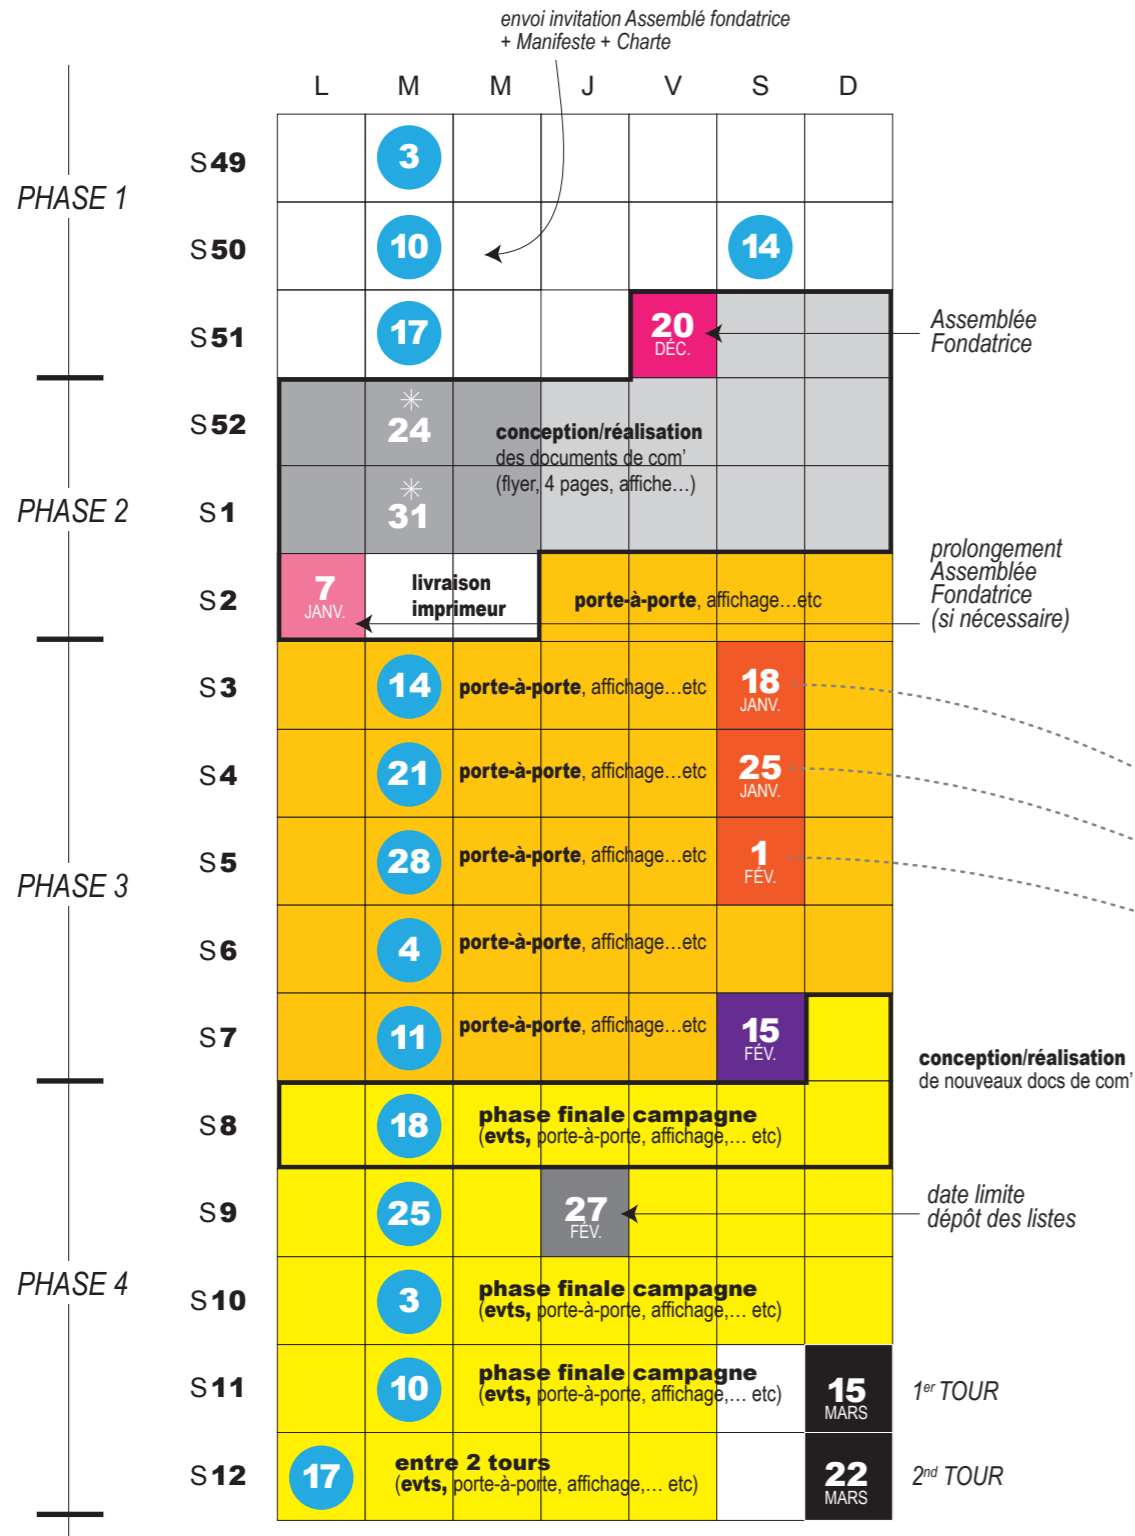 envoi invitation Assemblé fondatrice
+ Manifeste + Charte
L M M J V S D
PHASE 1
S49 3
S50 10 14
S51 17 20
DÉC.
Assemblée
Fondatrice
PHASE 2
S52 24
conception/réalisation
des documents de com'
(flyer, 4 pages, affiche…)
S1 31
prolongement
Assemblée
Fondatrice
(si nécessaire)
S2 7
JANV.
livraison
imprimeur
porte-à-porte, affichage…etc
PHASE 3
S3 14 porte-à-porte, affichage…etc 18
JANV.
S4 21 porte-à-porte, affichage…etc 25
JANV.
S5 28 porte-à-porte, affichage…etc 1
FÉV.
S6 4 porte-à-porte, affichage…etc
S7 11 porte-à-porte, affichage…etc 15
FÉV.
conception/réalisation
de nouveaux docs de com'
PHASE 4
S8 18 phase finale campagne
(evts, porte-à-porte, affichage,… etc)
S9 25 27
FÉV.
date limite
dépôt des listes
S10 3 phase finale campagne
(evts, porte-à-porte, affichage,… etc)
S11 10 phase finale campagne
(evts, porte-à-porte, affichage,… etc)
15
MARS
1er TOUR
S12 17 entre 2 tours
(evts, porte-à-porte, affichage,… etc)
22
MARS
2nd TOUR